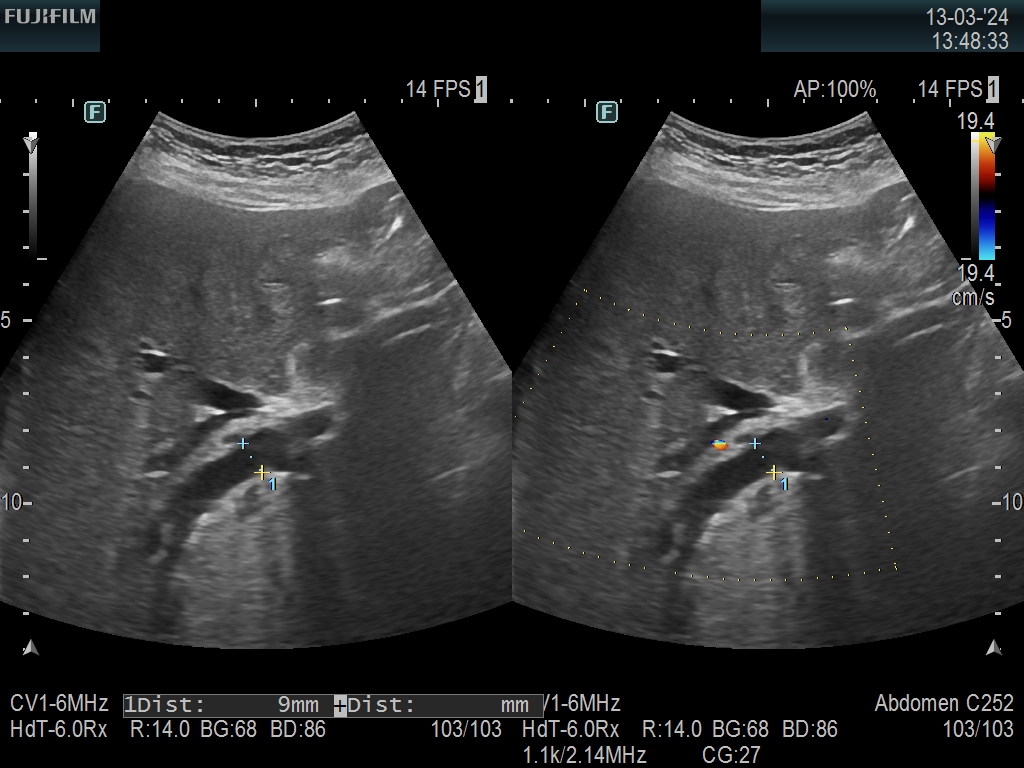 FUJIFILM
13-03-'24
13:48:33
14 FPS 1
AP:100% 14 FPS 1
F
F
19.4
19.4
cm/s
5
5
10
10
1
1
CV1-6MHz 1Dist: 9mm +Dist: mm V1-6MHz Abdomen C252
HdT-6.0Rx R:14.0 BG:68 BD:86 103/103 HdT-6.0Rx R:14.0 BG:68 BD:86 103/103
1.1k/2.14MHz CG:27